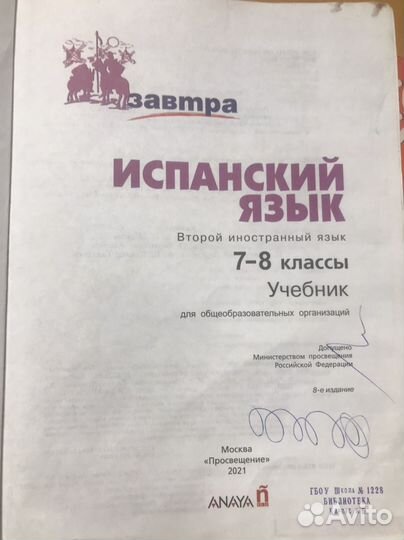 завтра
ИСПАНСКИЙ
ЯЗЫК
Второй иностранный язык
7–8 классы
Учебник
для общеобразовательных организаций
Допущено
Министерством просвещения
Российской Федерации
8-е издание
Москва
«Просвещение»
2021
ANAYA ñ
ГБОУ Школа № 1228
БИБЛИОТЕКА
Avito